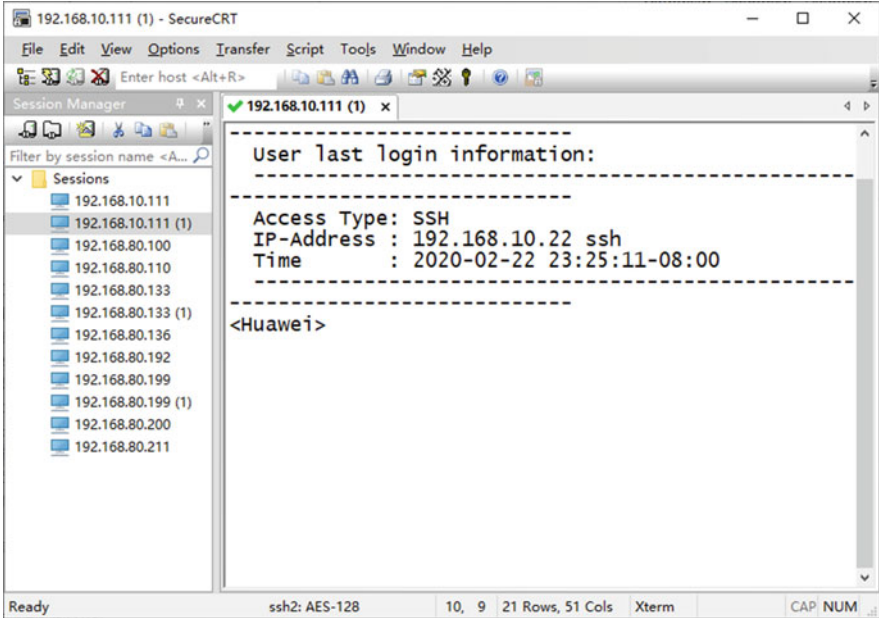 192.168.10.111 (1) - SecureCRT
File Edit View Options Transfer Script Tools Window Help
Enter host <Alt+R>
Session Manager
192.168.10.111 (1)
Filter by session name <A...
Sessions
192.168.10.111
192.168.10.111 (1)
192.168.80.100
192.168.80.110
192.168.80.133
192.168.80.133 (1)
192.168.80.136
192.168.80.192
192.168.80.199
192.168.80.199 (1)
192.168.80.200
192.168.80.211
-----------------------------
User last login information:
---------------------------------------------------
-----------------------------
Access Type: SSH
IP-Address : 192.168.10.22 ssh
Time : 2020-02-22 23:25:11-08:00
---------------------------------------------------
-----------------------------
<Huawei>
Ready ssh2: AES-128 10, 9 21 Rows, 51 Cols Xterm CAP NUM